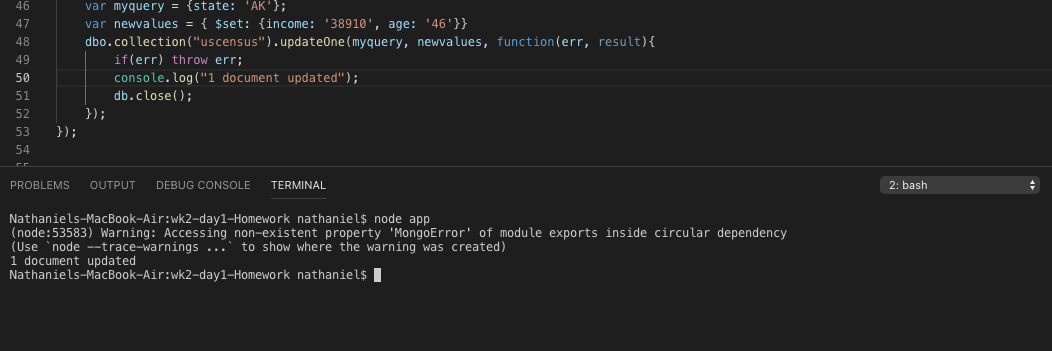 46 var myquery = {state: 'AK'};
47 var newvalues = { $set: {income: '38910', age: '46'}}
48 dbo.collection("uscensus").updateOne(myquery, newvalues, function(err, result){
49 if(err) throw err;
50 console.log("1 document updated");
51 db.close();
52 });
53 });
54
PROBLEMS OUTPUT DEBUG CONSOLE TERMINAL 2: bash
Nathaniels-MacBook-Air:wk2-day1-Homework nathaniel$ node app
(node:53583) Warning: Accessing non-existent property 'MongoError' of module exports inside circular dependency
(Use `node --trace-warnings ...` to show where the warning was created)
1 document updated
Nathaniels-MacBook-Air:wk2-day1-Homework nathaniel$